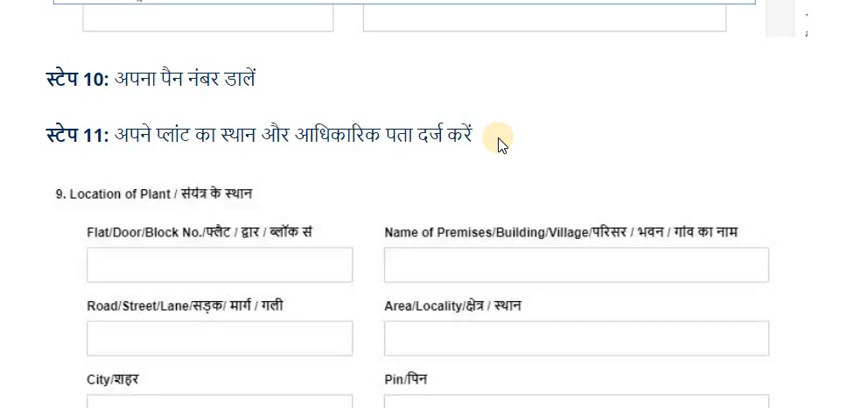 स्टेप 10: अपना पैन नंबर डालें
स्टेप 11: अपने प्लांट का स्थान और आधिकारिक पता दर्ज करें
9. Location of Plant / संयंत्र के स्थान
Flat/Door/Block No./फ्लैट / द्वार / ब्लॉक सं
Name of Premises/Building/Village/परिसर / भवन / गांव का नाम
Road/Street/Lane/सड़क/ मार्ग / गली
Area/Locality/क्षेत्र / स्थान
City/शहर
Pin/पिन